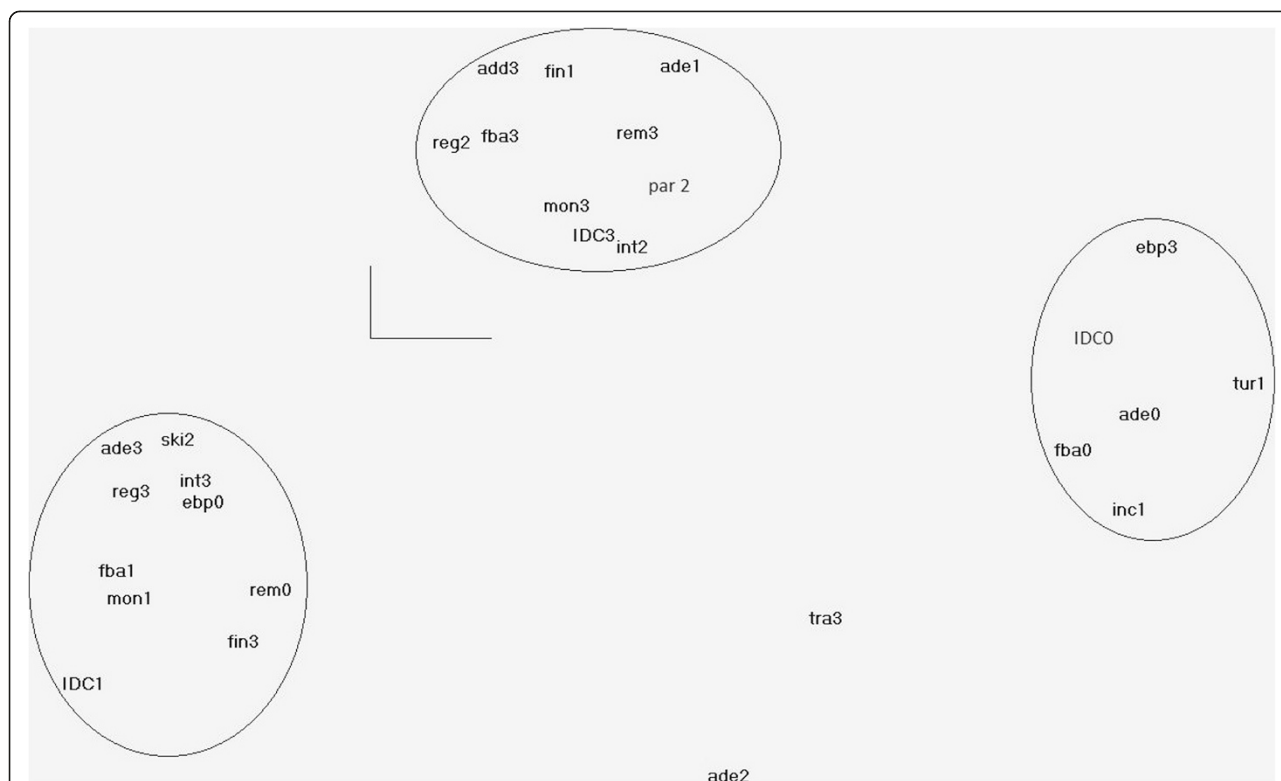 add3 fin1 ade1
reg2 fba3 rem3
par 2
mon3
IDC3
int2
ebp3
IDC0
tur1
ade0
fba0
inc1
ade3 ski2
reg3 int3
ebp0
fba1
mon1 rem0
fin3
IDC1
tra3
ade2